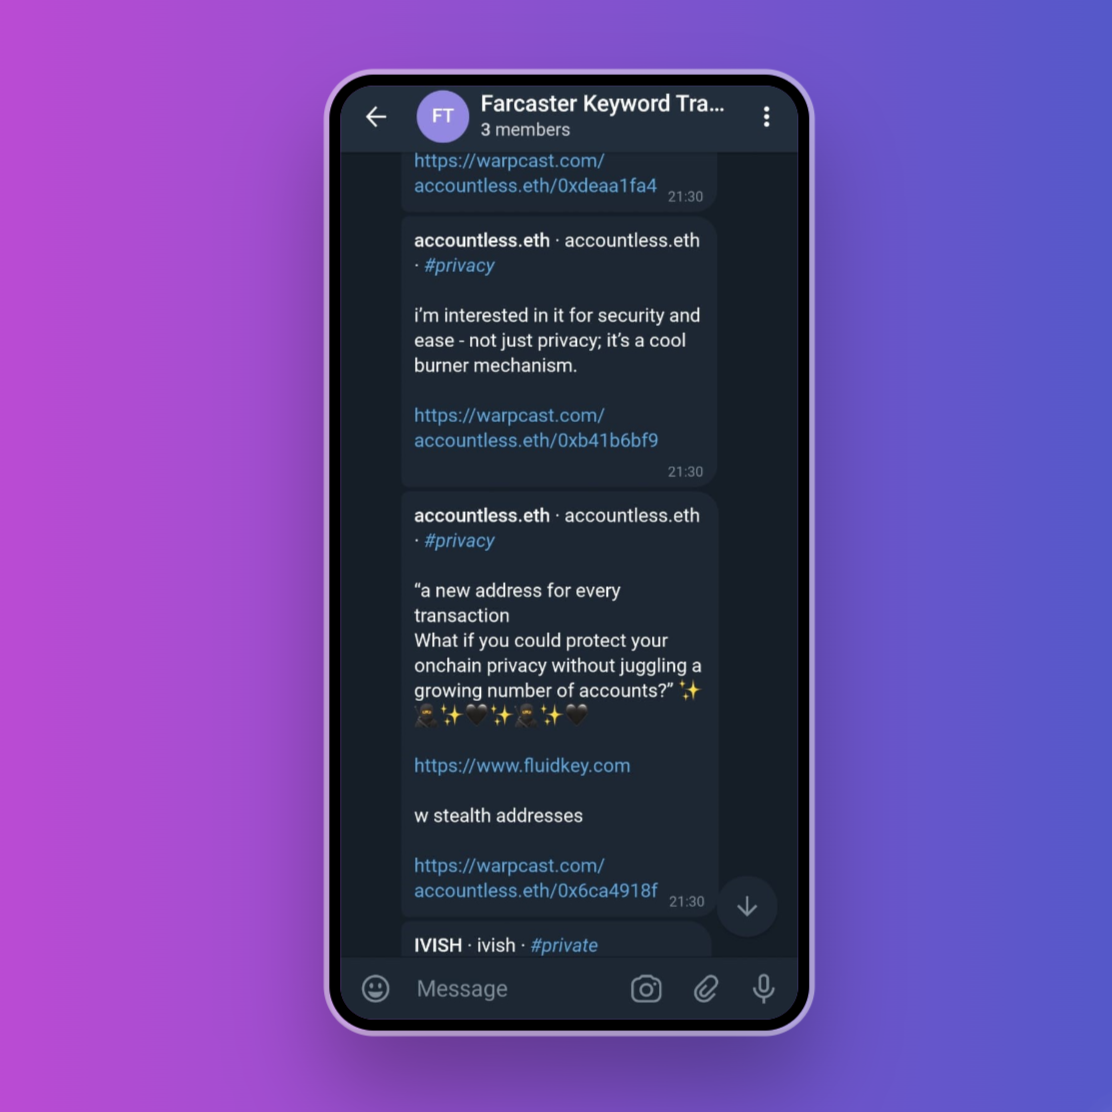 FT
Farcaster Keyword Tra...
3 members
https://warpcast.com/
accountless.eth/0xdeaa1fa4
21:30
accountless.eth · accountless.eth
· #privacy
i’m interested in it for security and
ease - not just privacy; it’s a cool
burner mechanism.
https://warpcast.com/
accountless.eth/0xb41b6bf9
21:30
accountless.eth · accountless.eth
· #privacy
“a new address for every
transaction
What if you could protect your
onchain privacy without juggling a
growing number of accounts?” ✨
🥷✨🖤✨🥷✨🖤
https://www.fluidkey.com
w stealth addresses
https://warpcast.com/
accountless.eth/0x6ca4918f
21:30
IVISH · ivish · #private
Message